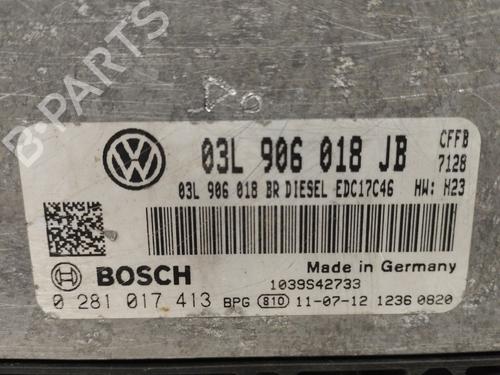 B-PARTS
03L 906 018 JB
CFFB
7128
03L 906 018 BR DIESEL EDC17C46 HW: H23
BOSCH
Made in Germany
1039S42733
0 281 017 413 BPG 810 11-07-12 1236 0820